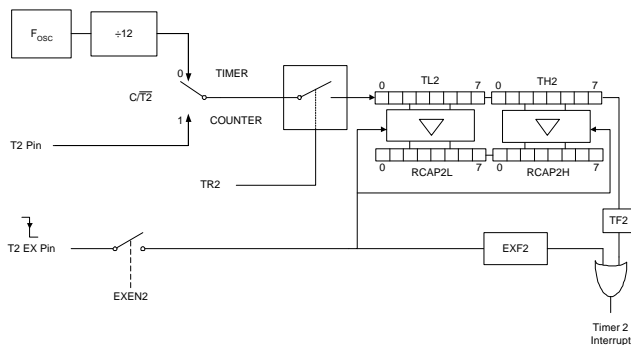 FOSC
÷12
0
TIMER
C/T2
1
COUNTER
T2 Pin
TR2
0
TL2
7
0
TH2
7
0
RCAP2L
7
0
RCAP2H
7
TF2
T2 EX Pin
EXEN2
EXF2
Timer 2
Interrupt